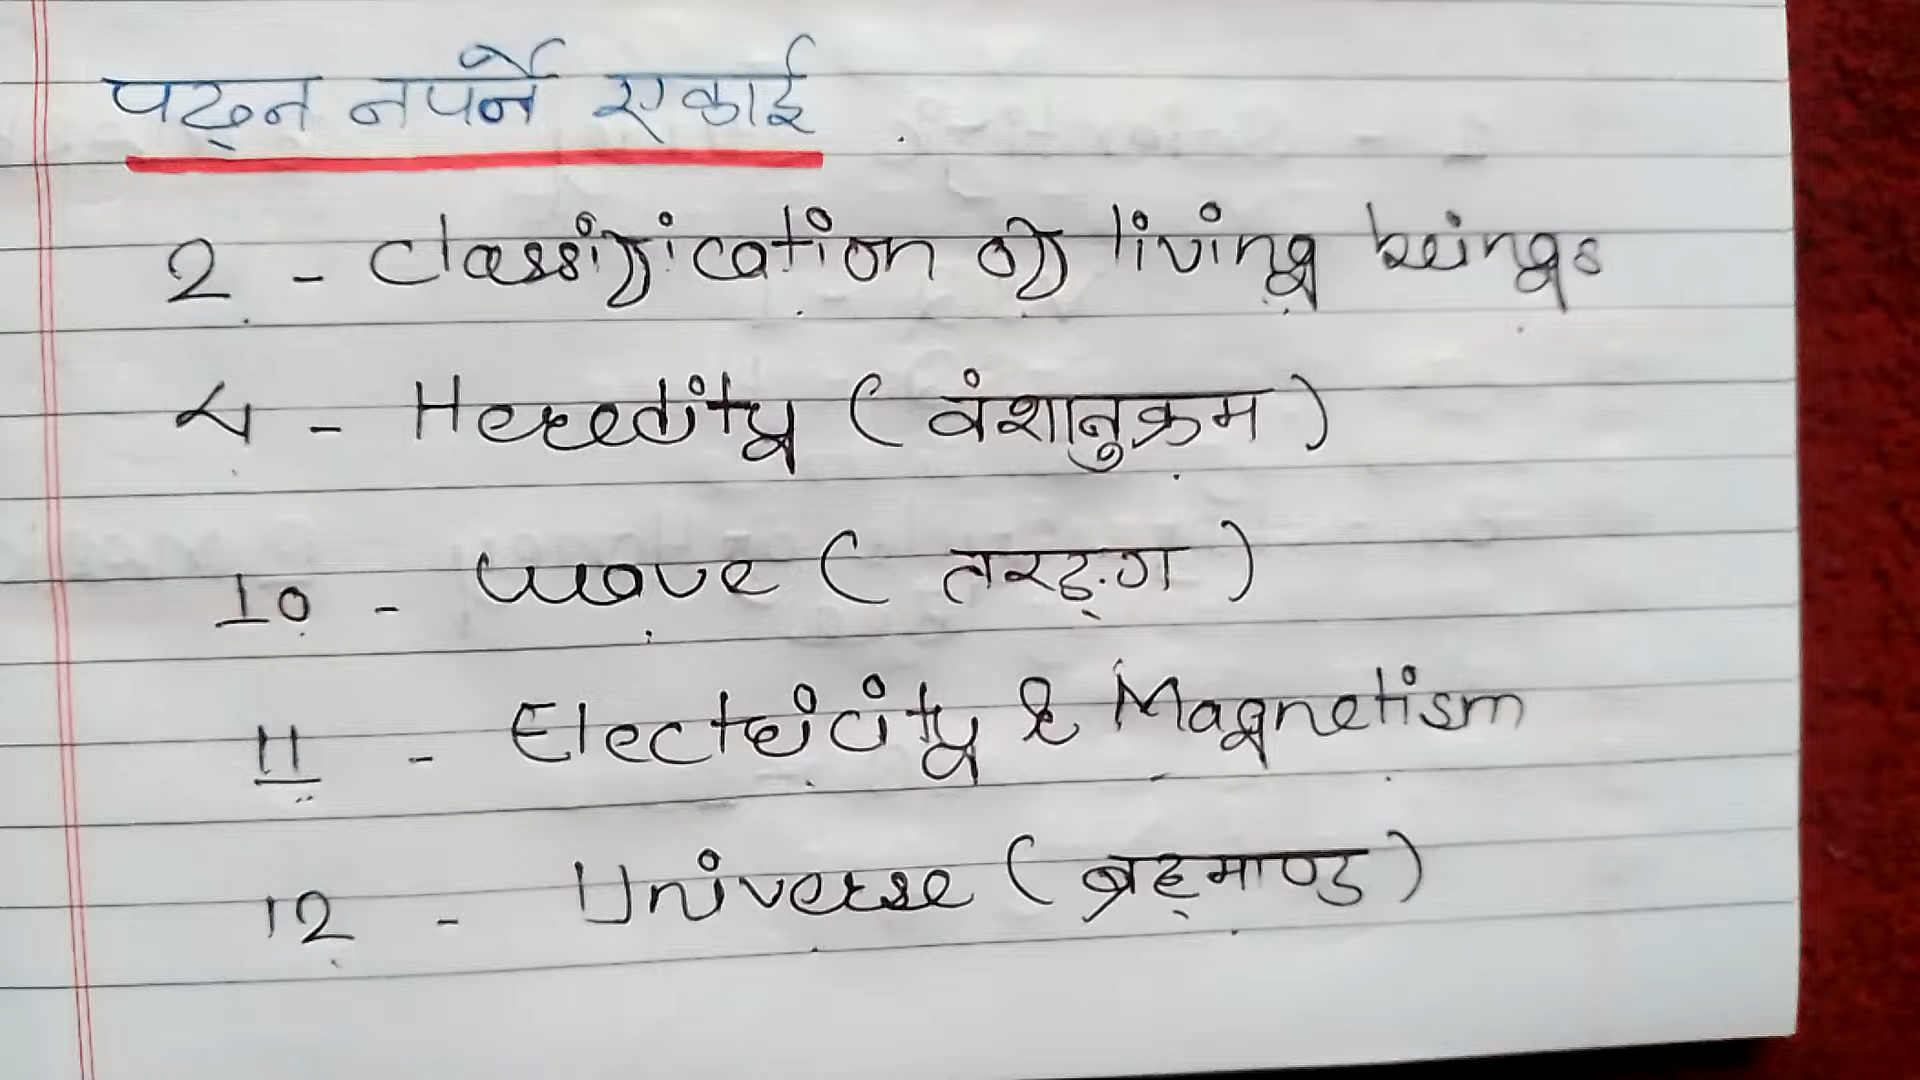 पढ्न नपर्ने एकाई
2 - Classification of living beings
4 - Heredity ( वंशानुक्रम )
10 - wave ( तरङ्ग )
11 - Electricity & Magnetism
12 - Universe ( ब्रह्माण्ड )